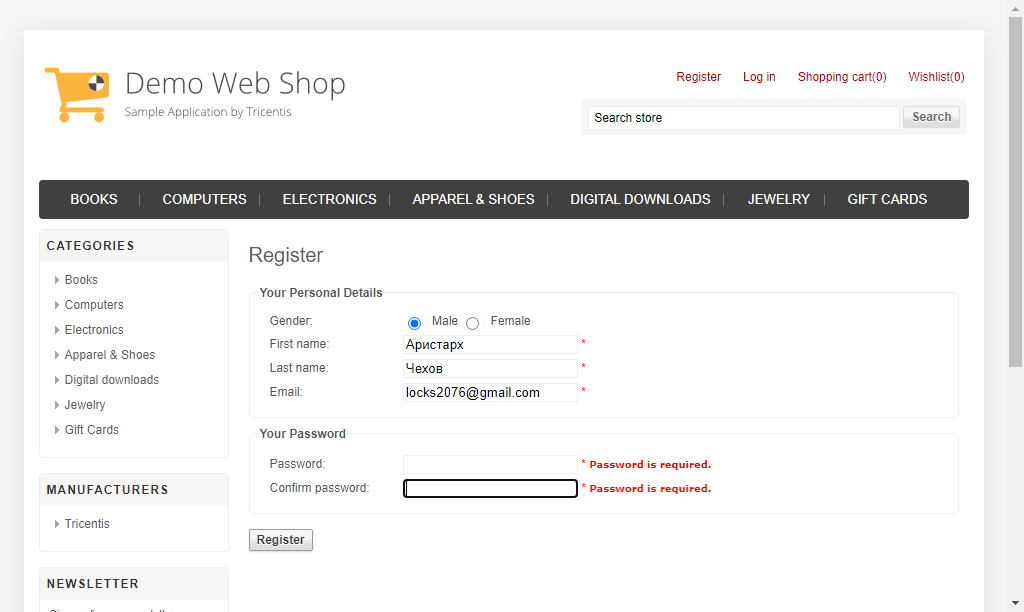 Demo Web Shop
Sample Application by Tricentis
Register Log in Shopping cart(0) Wishlist(0)
Search store Search
BOOKS COMPUTERS ELECTRONICS APPAREL & SHOES DIGITAL DOWNLOADS JEWELRY GIFT CARDS
CATEGORIES
Books
Computers
Electronics
Apparel & Shoes
Digital downloads
Jewelry
Gift Cards
MANUFACTURERS
Tricentis
NEWSLETTER
Register
Your Personal Details
Gender: Male Female
First name: Аристарх *
Last name: Чехов *
Email: locks2076@gmail.com *
Your Password
Password: * Password is required.
Confirm password: * Password is required.
Register